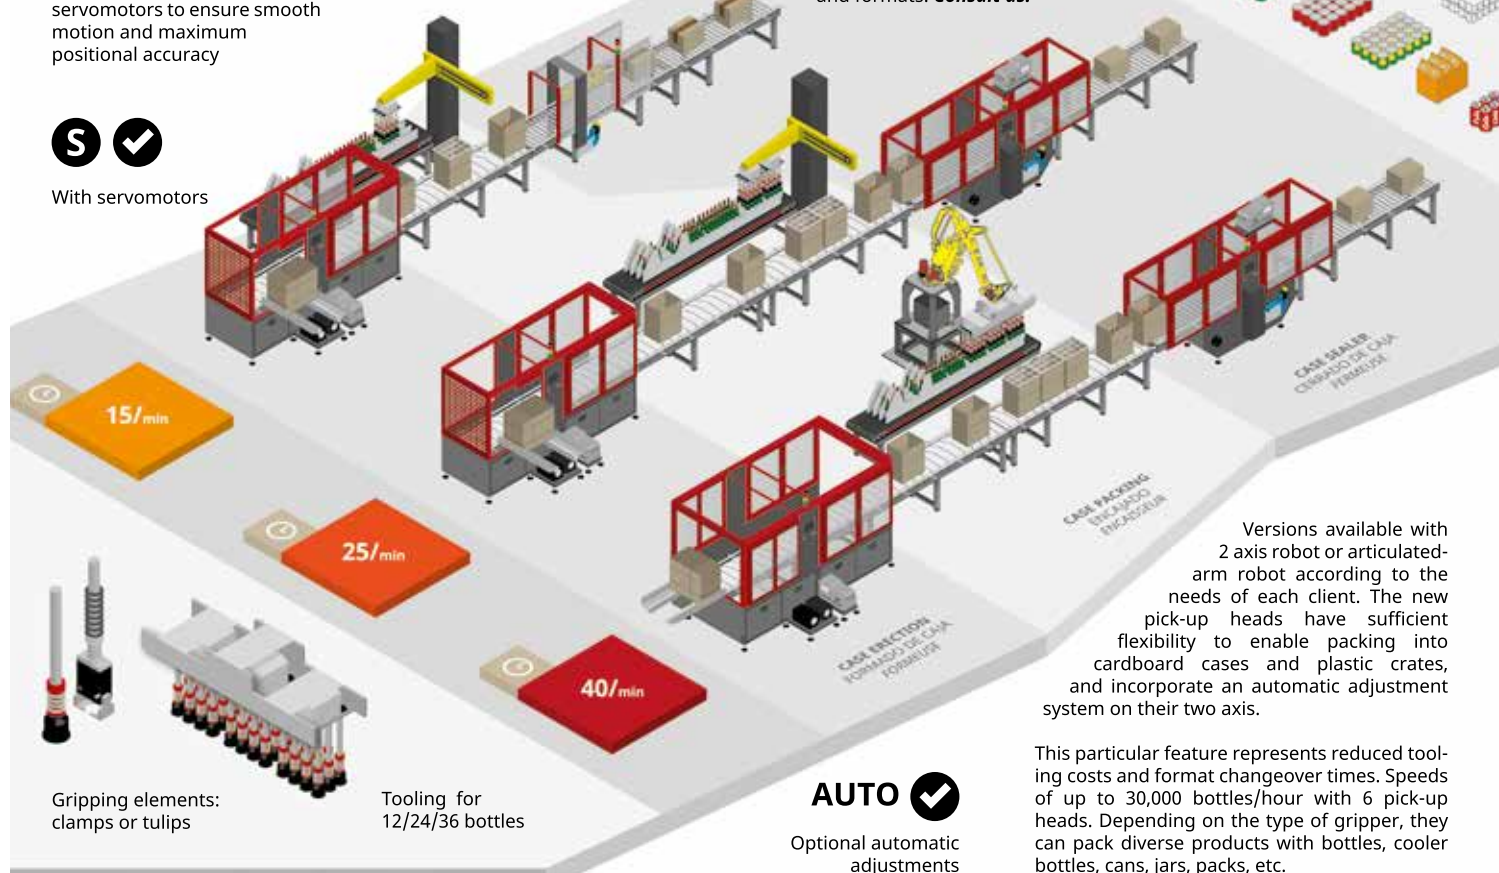 servomotors to ensure smooth
motion and maximum
positional accuracy
and formats. Consult us.
S
With servomotors
15/min
25/min
40/min
CASE SEALER
CERRADO DE CAJA
FERMEUSE
CASE PACKING
ENCAJADO
ENCAISSEUR
CASE ERECTION
FORMADO DE CAJA
FORMEUSE
Gripping elements:
clamps or tulips
Tooling for
12/24/36 bottles
AUTO
Optional automatic
adjustments
Versions available with
2 axis robot or articulated-
arm robot according to the
needs of each client. The new
pick-up heads have sufficient
flexibility to enable packing into
cardboard cases and plastic crates,
and incorporate an automatic adjustment
system on their two axis.
This particular feature represents reduced tool-
ing costs and format changeover times. Speeds
of up to 30,000 bottles/hour with 6 pick-up
heads. Depending on the type of gripper, they
can pack diverse products with bottles, cooler
bottles, cans, jars, packs, etc.